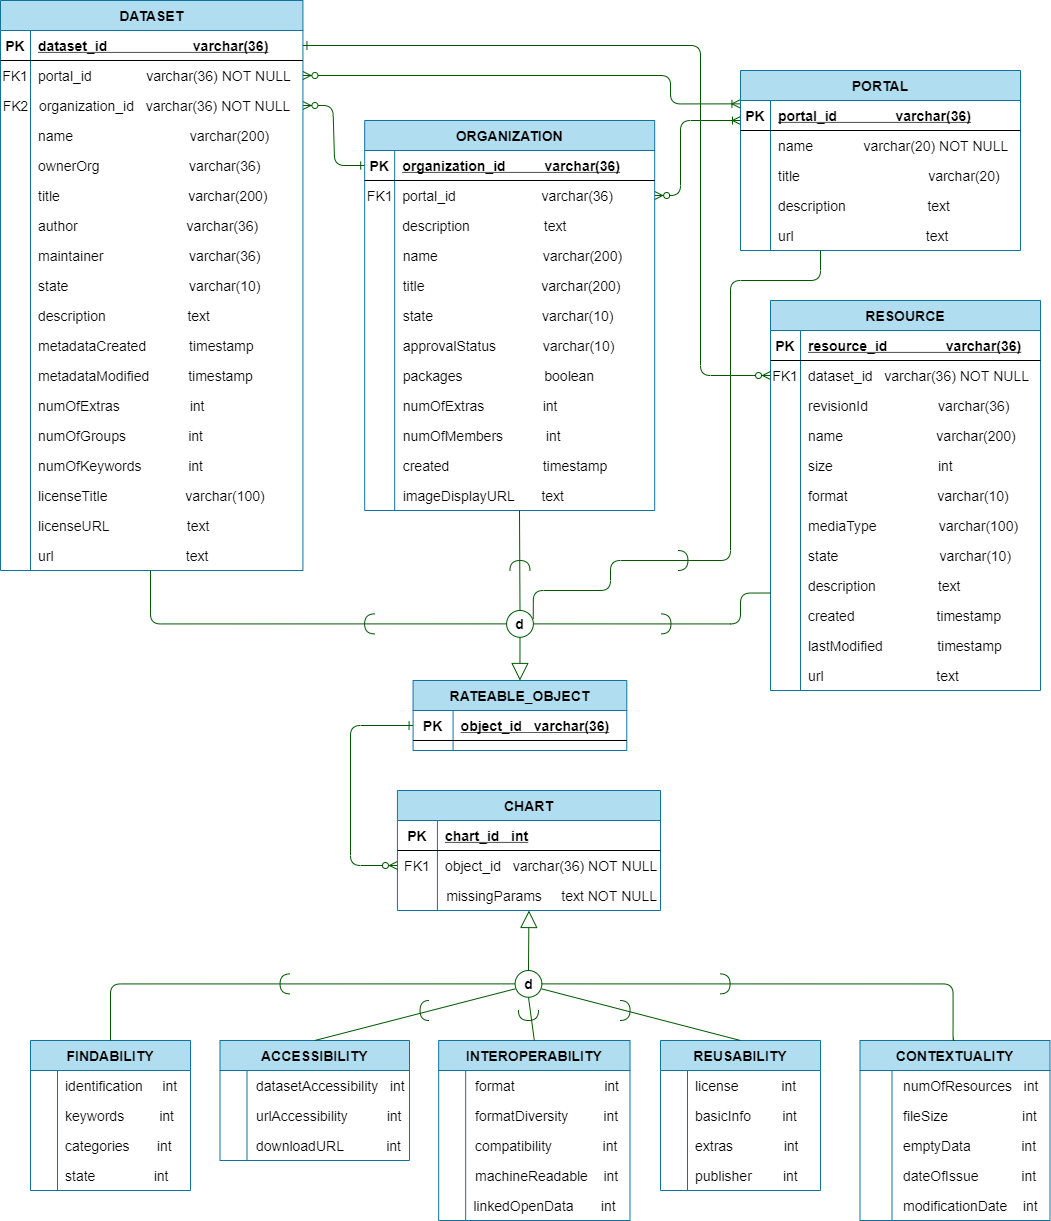 DATASET
PK dataset_id varchar(36)
FK1 portal_id varchar(36) NOT NULL
FK2 organization_id varchar(36) NOT NULL
name varchar(200)
ownerOrg varchar(36)
title varchar(200)
author varchar(36)
maintainer varchar(36)
state varchar(10)
description text
metadataCreated timestamp
metadataModified timestamp
numOfExtras int
numOfGroups int
numOfKeywords int
licenseTitle varchar(100)
licenseURL text
url text
ORGANIZATION
PK organization_id varchar(36)
FK1 portal_id varchar(36)
description text
name varchar(200)
title varchar(200)
state varchar(10)
approvalStatus varchar(10)
packages boolean
numOfExtras int
numOfMembers int
created timestamp
imageDisplayURL text
PORTAL
PK portal_id varchar(36)
name varchar(20) NOT NULL
title varchar(20)
description text
url text
RESOURCE
PK resource_id varchar(36)
FK1 dataset_id varchar(36) NOT NULL
revisionId varchar(36)
name varchar(200)
size int
format varchar(10)
mediaType varchar(100)
state varchar(10)
description text
created timestamp
lastModified timestamp
url text
d
RATEABLE_OBJECT
PK object_id varchar(36)
CHART
PK chart_id int
FK1 object_id varchar(36) NOT NULL
missingParams text NOT NULL
d
FINDABILITY
identification int
keywords int
categories int
state int
ACCESSIBILITY
datasetAccessibility int
urlAccessibility int
downloadURL int
INTEROPERABILITY
format int
formatDiversity int
compatibility int
machineReadable int
linkedOpenData int
REUSABILITY
license int
basicInfo int
extras int
publisher int
CONTEXTUALITY
numOfResources int
fileSize int
emptyData int
dateOfIssue int
modificationDate int